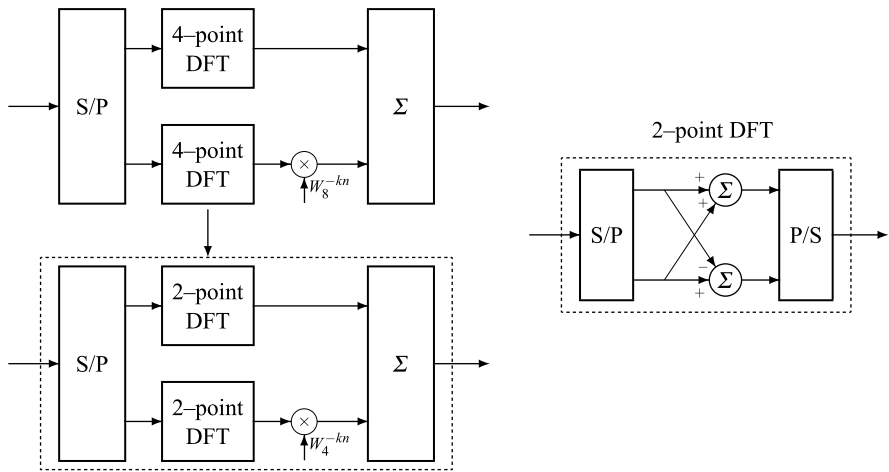 4–point
DFT
S/P
Σ
4–point
DFT
×
W₈⁻ᵏⁿ
2–point DFT
S/P
+
+
Σ
−
+
Σ
P/S
2–point
DFT
S/P
Σ
2–point
DFT
×
W₄⁻ᵏⁿ